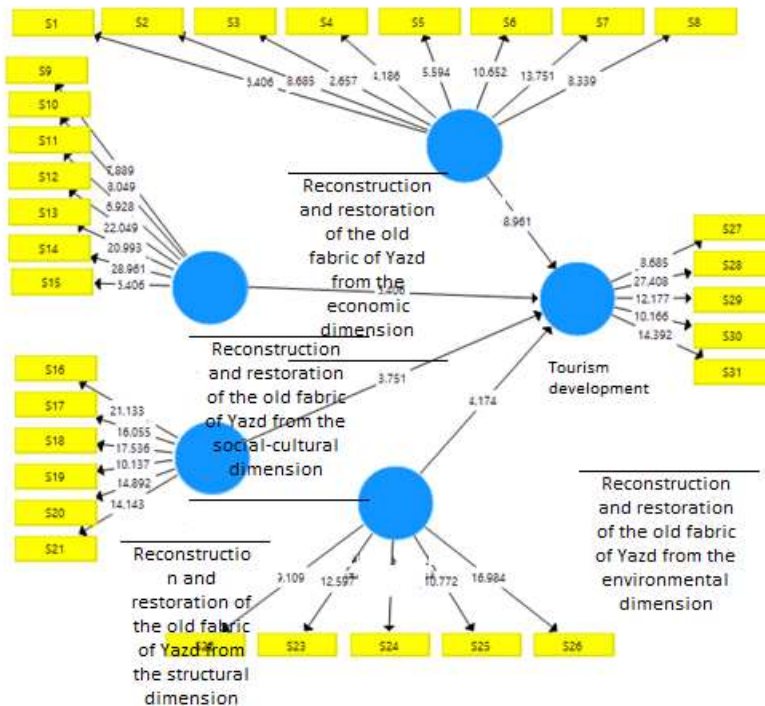 S1 S2 S3 S4 S5 S6 S7 S8
5.406 8.685 2.657 4.186 5.594 10.652 13.751 8.339
S9
S10
S11
S12
S13
S14
S15
7.889
8.049
6.928
22.049
20.993
28.961
5.406
Reconstruction
and restoration
of the old
fabric of Yazd
from the
economic
dimension
8.961
S27
S28
S29
S30
S31
8.685
27.408
12.177
10.166
14.392
Tourism
development
S16
S17
S18
S19
S20
S21
21.133
16.055
17.536
10.137
14.892
14.143
Reconstruction
and restoration
of the old fabric
of Yazd from the
social-cultural
dimension
3.751
4.174
Reconstruction
and restoration
of the old fabric
of Yazd from the
environmental
dimension
Reconstructio
n and
restoration of
the old fabric
of Yazd from
the structural
dimension
9.109 12.597 10.772 16.984
S23 S24 S25 S26